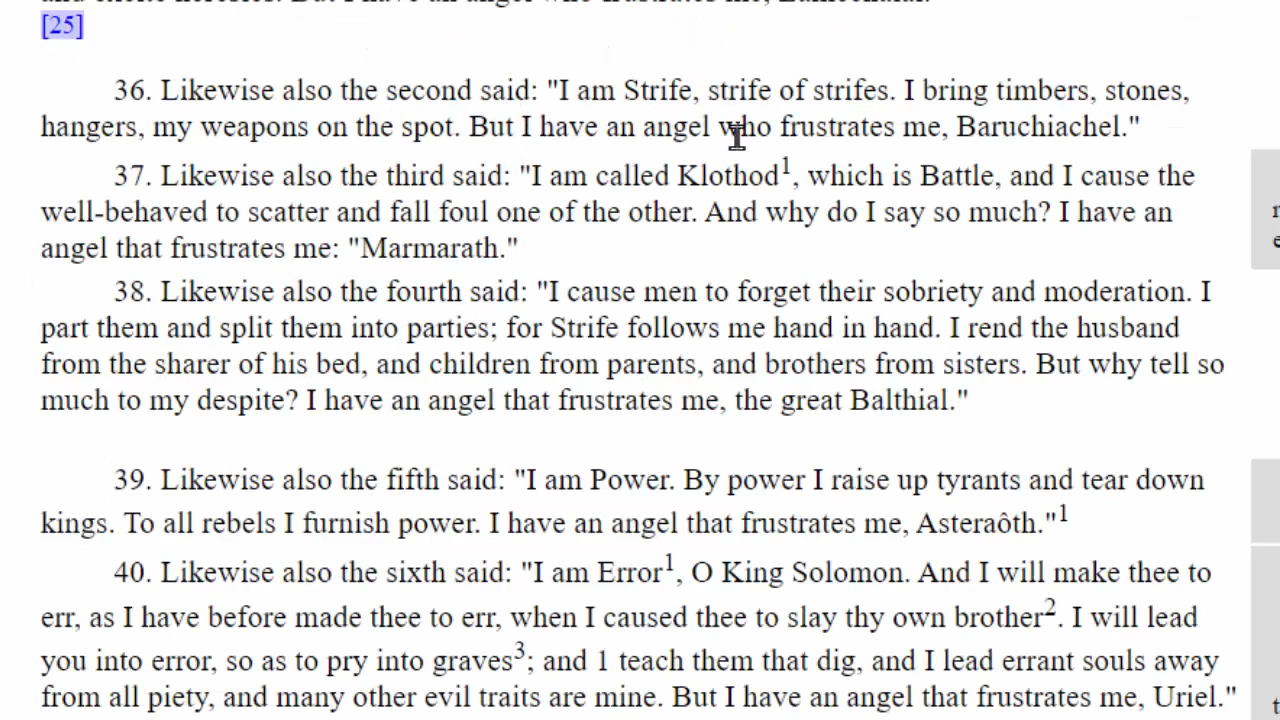 and excite heresies. But I have an angel who frustrates me, Lamechalal."
[25]
36. Likewise also the second said: "I am Strife, strife of strifes. I bring timbers, stones,
hangers, my weapons on the spot. But I have an angel who frustrates me, Baruchiachel."
37. Likewise also the third said: "I am called Klothod1, which is Battle, and I cause the
well-behaved to scatter and fall foul one of the other. And why do I say so much? I have an
angel that frustrates me: "Marmarath."
38. Likewise also the fourth said: "I cause men to forget their sobriety and moderation. I
part them and split them into parties; for Strife follows me hand in hand. I rend the husband
from the sharer of his bed, and children from parents, and brothers from sisters. But why tell so
much to my despite? I have an angel that frustrates me, the great Balthial."
39. Likewise also the fifth said: "I am Power. By power I raise up tyrants and tear down
kings. To all rebels I furnish power. I have an angel that frustrates me, Asteraôth."1
40. Likewise also the sixth said: "I am Error1, O King Solomon. And I will make thee to
err, as I have before made thee to err, when I caused thee to slay thy own brother2. I will lead
you into error, so as to pry into graves3; and 1 teach them that dig, and I lead errant souls away
from all piety, and many other evil traits are mine. But I have an angel that frustrates me, Uriel."